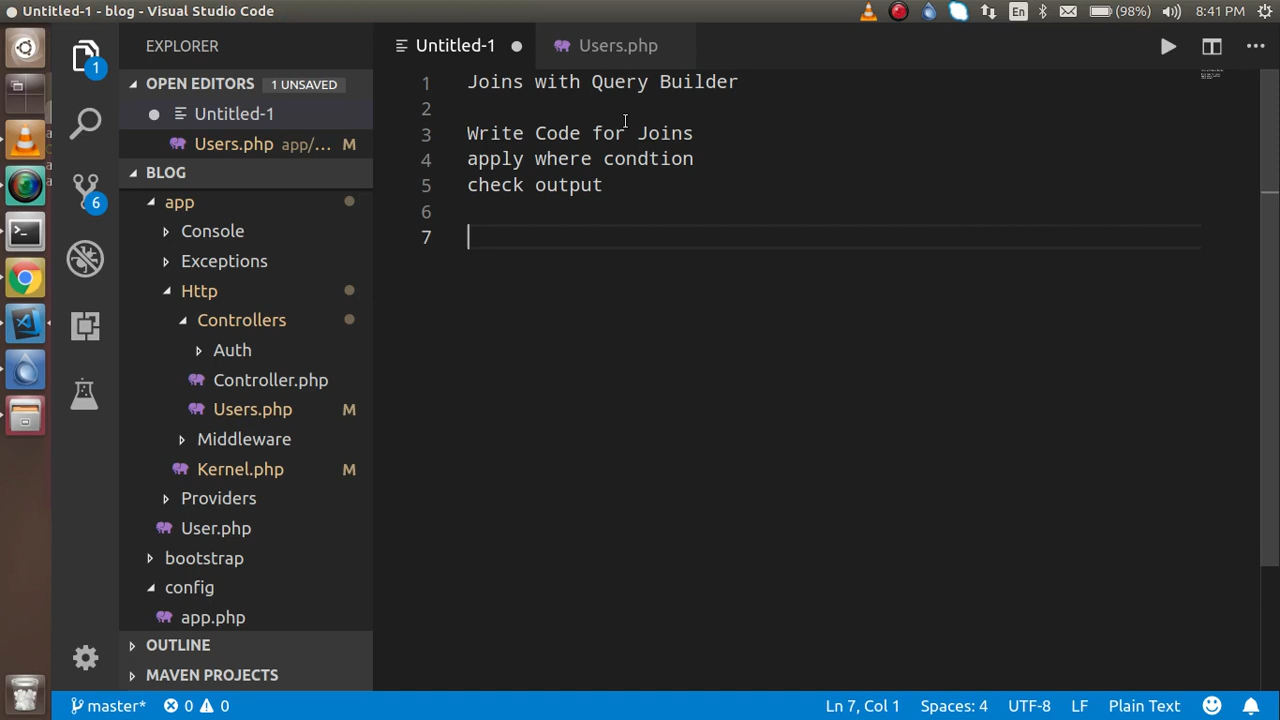 Untitled-1 - blog - Visual Studio Code
En
(98%)
8:41 PM
EXPLORER
Untitled-1
Users.php
1
OPEN EDITORS
1 UNSAVED
Untitled-1
Users.php app/... M
BLOG
app
6
Console
Exceptions
Http
Controllers
Auth
Controller.php
Users.php M
Middleware
Kernel.php M
Providers
User.php
bootstrap
config
app.php
OUTLINE
MAVEN PROJECTS
1 Joins with Query Builder
2
3 Write Code for Joins
4 apply where condtion
5 check output
6
7
master* 0 0
Ln 7, Col 1
Spaces: 4
UTF-8
LF
Plain Text